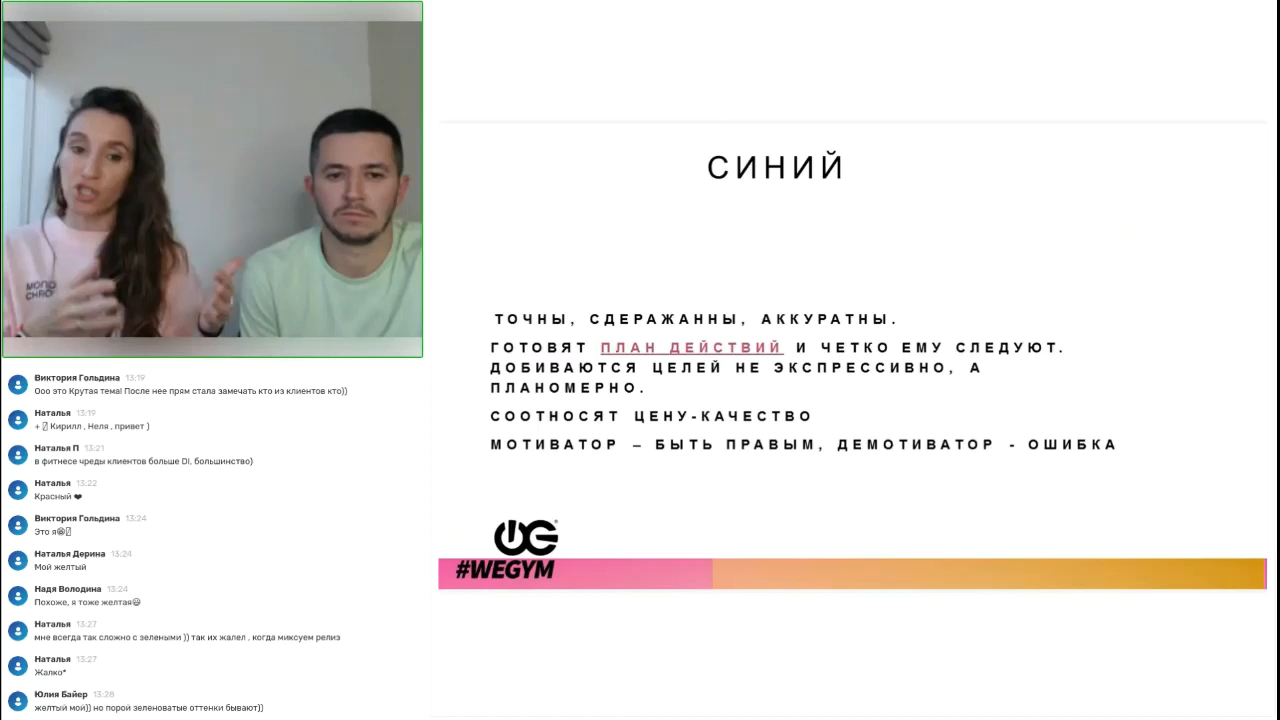 MONO
CHRO
Виктория Гольдина 13:19
Ооо это Крутая тема! После нее прям стала замечать кто из клиентов кто))
Наталья 13:19
+ Кирилл , Неля , привет )
Наталья П 13:21
в фитнесе чреды клиентов больше DI, большинство)
Наталья 13:22
Красный ❤
Виктория Гольдина 13:24
Это я😁
Наталья Дерина 13:24
Мой желтый
Надя Володина 13:24
Похоже, я тоже желтая😃
Наталья 13:27
мне всегда так сложно с зелеными )) так их жалел , когда миксуем релиз
Наталья 13:27
Жалко*
Юлия Байер 13:28
желтый мой)) но порой зеленоватые оттенки бывают))
СИНИЙ
ТОЧНЫ, СДЕРАЖАННЫ, АККУРАТНЫ.
ГОТОВЯТ ПЛАН ДЕЙСТВИЙ И ЧЕТКО ЕМУ СЛЕДУЮТ.
ДОБИВАЮТСЯ ЦЕЛЕЙ НЕ ЭКСПРЕССИВНО, А
ПЛАНОМЕРНО.
СООТНОСЯТ ЦЕНУ-КАЧЕСТВО
МОТИВАТОР – БЫТЬ ПРАВЫМ, ДЕМОТИВАТОР - ОШИБКА
WG
#WEGYM